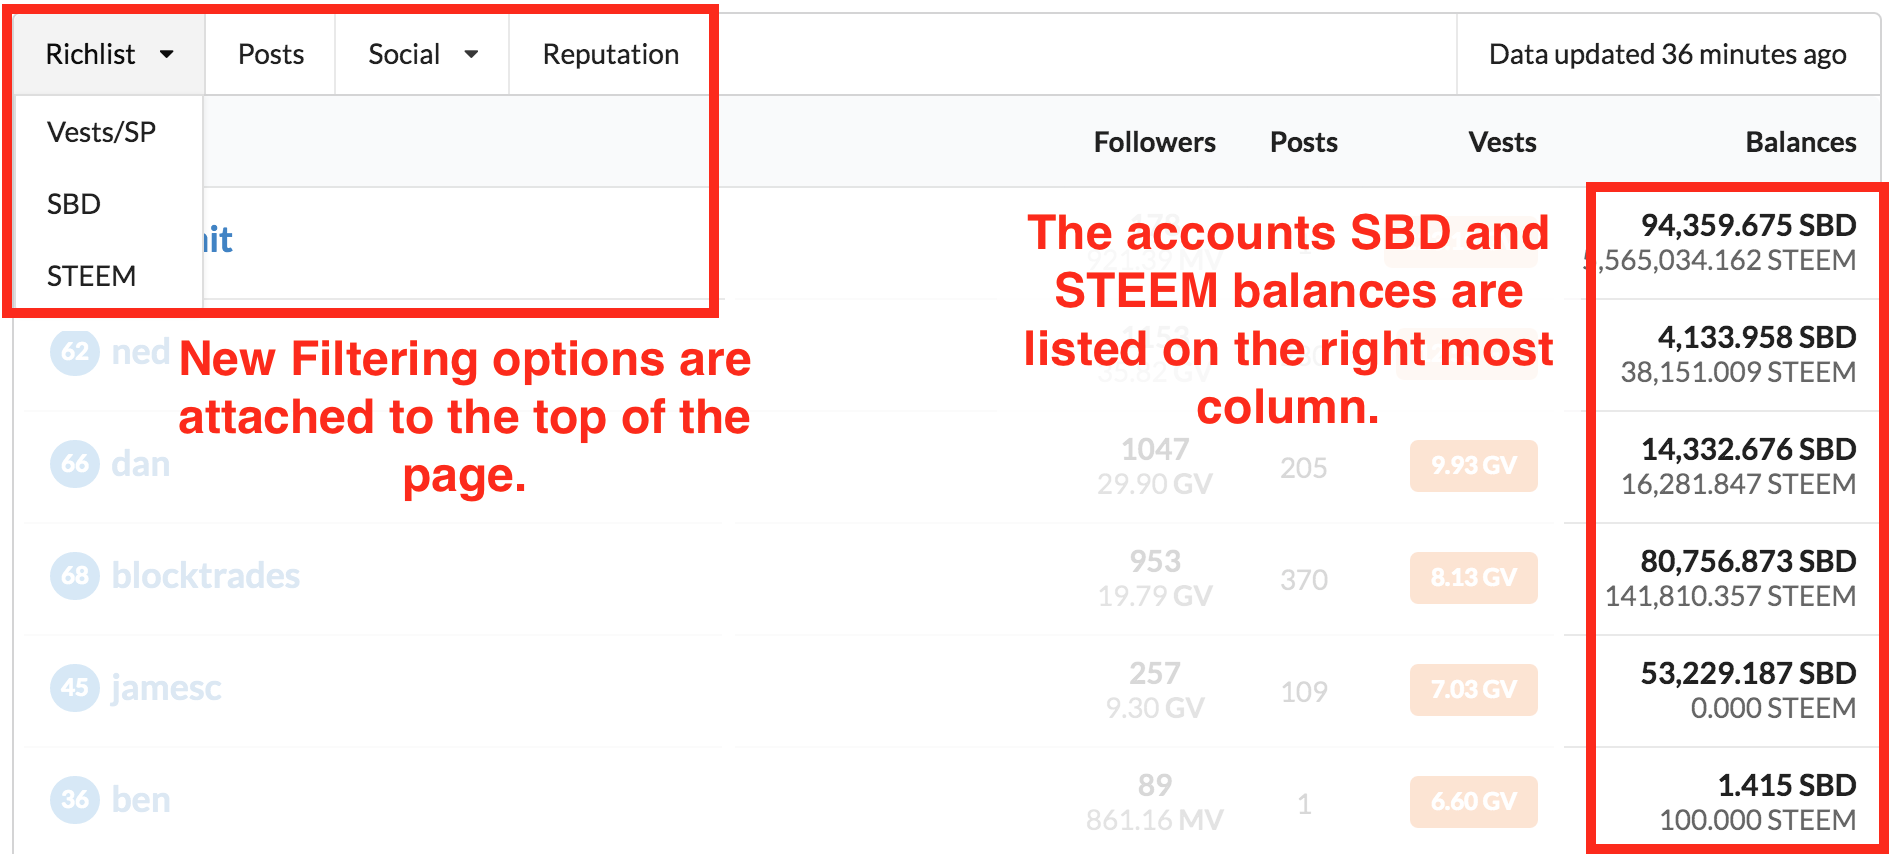 Richlist Posts Social Reputation Data updated 36 minutes ago
Vests/SP
SBD
STEEM
Followers Posts Vests Balances
94,359.675 SBD
,565,034.162 STEEM
The accounts SBD and
STEEM balances are
listed on the right most
column.
62 ned
4,133.958 SBD
38,151.009 STEEM
New Filtering options are
attached to the top of the
page.
66 dan
1047
29.90 GV
205
9.93 GV
14,332.676 SBD
16,281.847 STEEM
68 blocktrades
953
19.79 GV
370
8.13 GV
80,756.873 SBD
141,810.357 STEEM
45 jamesc
257
9.30 GV
109
7.03 GV
53,229.187 SBD
0.000 STEEM
36 ben
89
861.16 MV
1
6.60 GV
1.415 SBD
100.000 STEEM